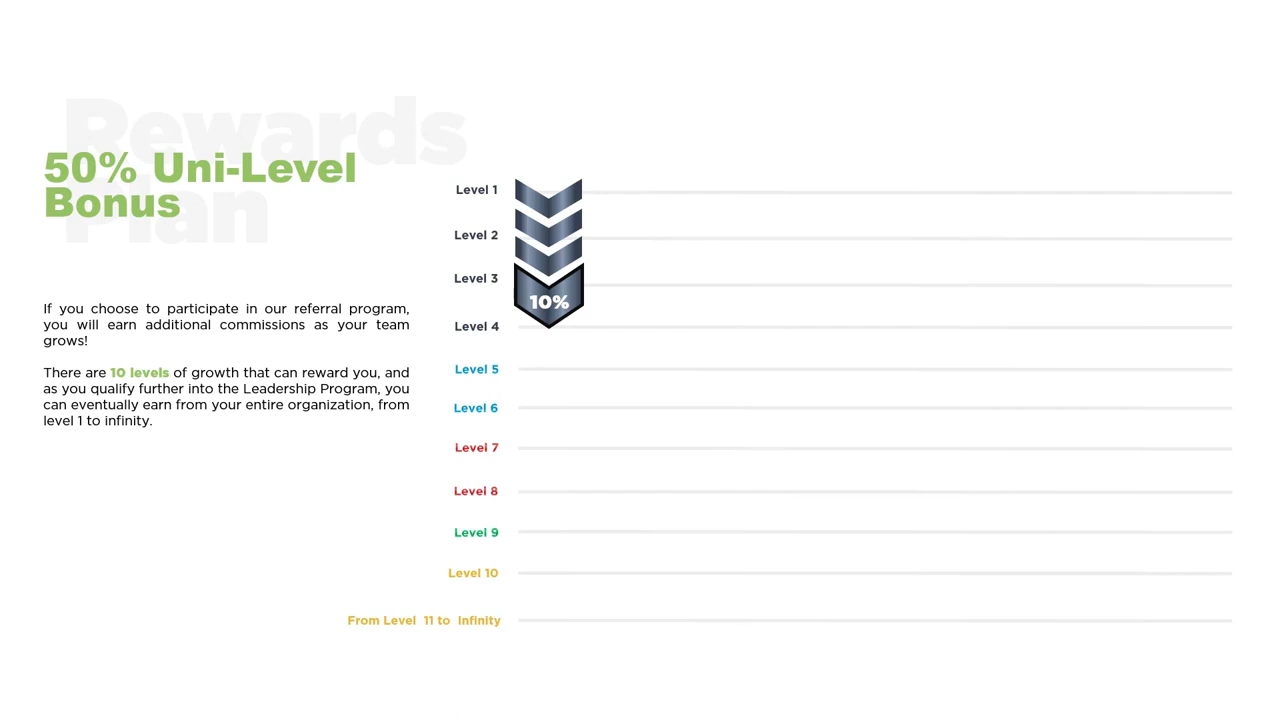 Rewards
Plan
50% Uni-Level
Bonus
If you choose to participate in our referral program,
you will earn additional commissions as your team
grows!
There are 10 levels of growth that can reward you, and
as you qualify further into the Leadership Program, you
can eventually earn from your entire organization, from
level 1 to infinity.
Level 1
Level 2
Level 3
10%
Level 4
Level 5
Level 6
Level 7
Level 8
Level 9
Level 10
From Level 11 to Infinity